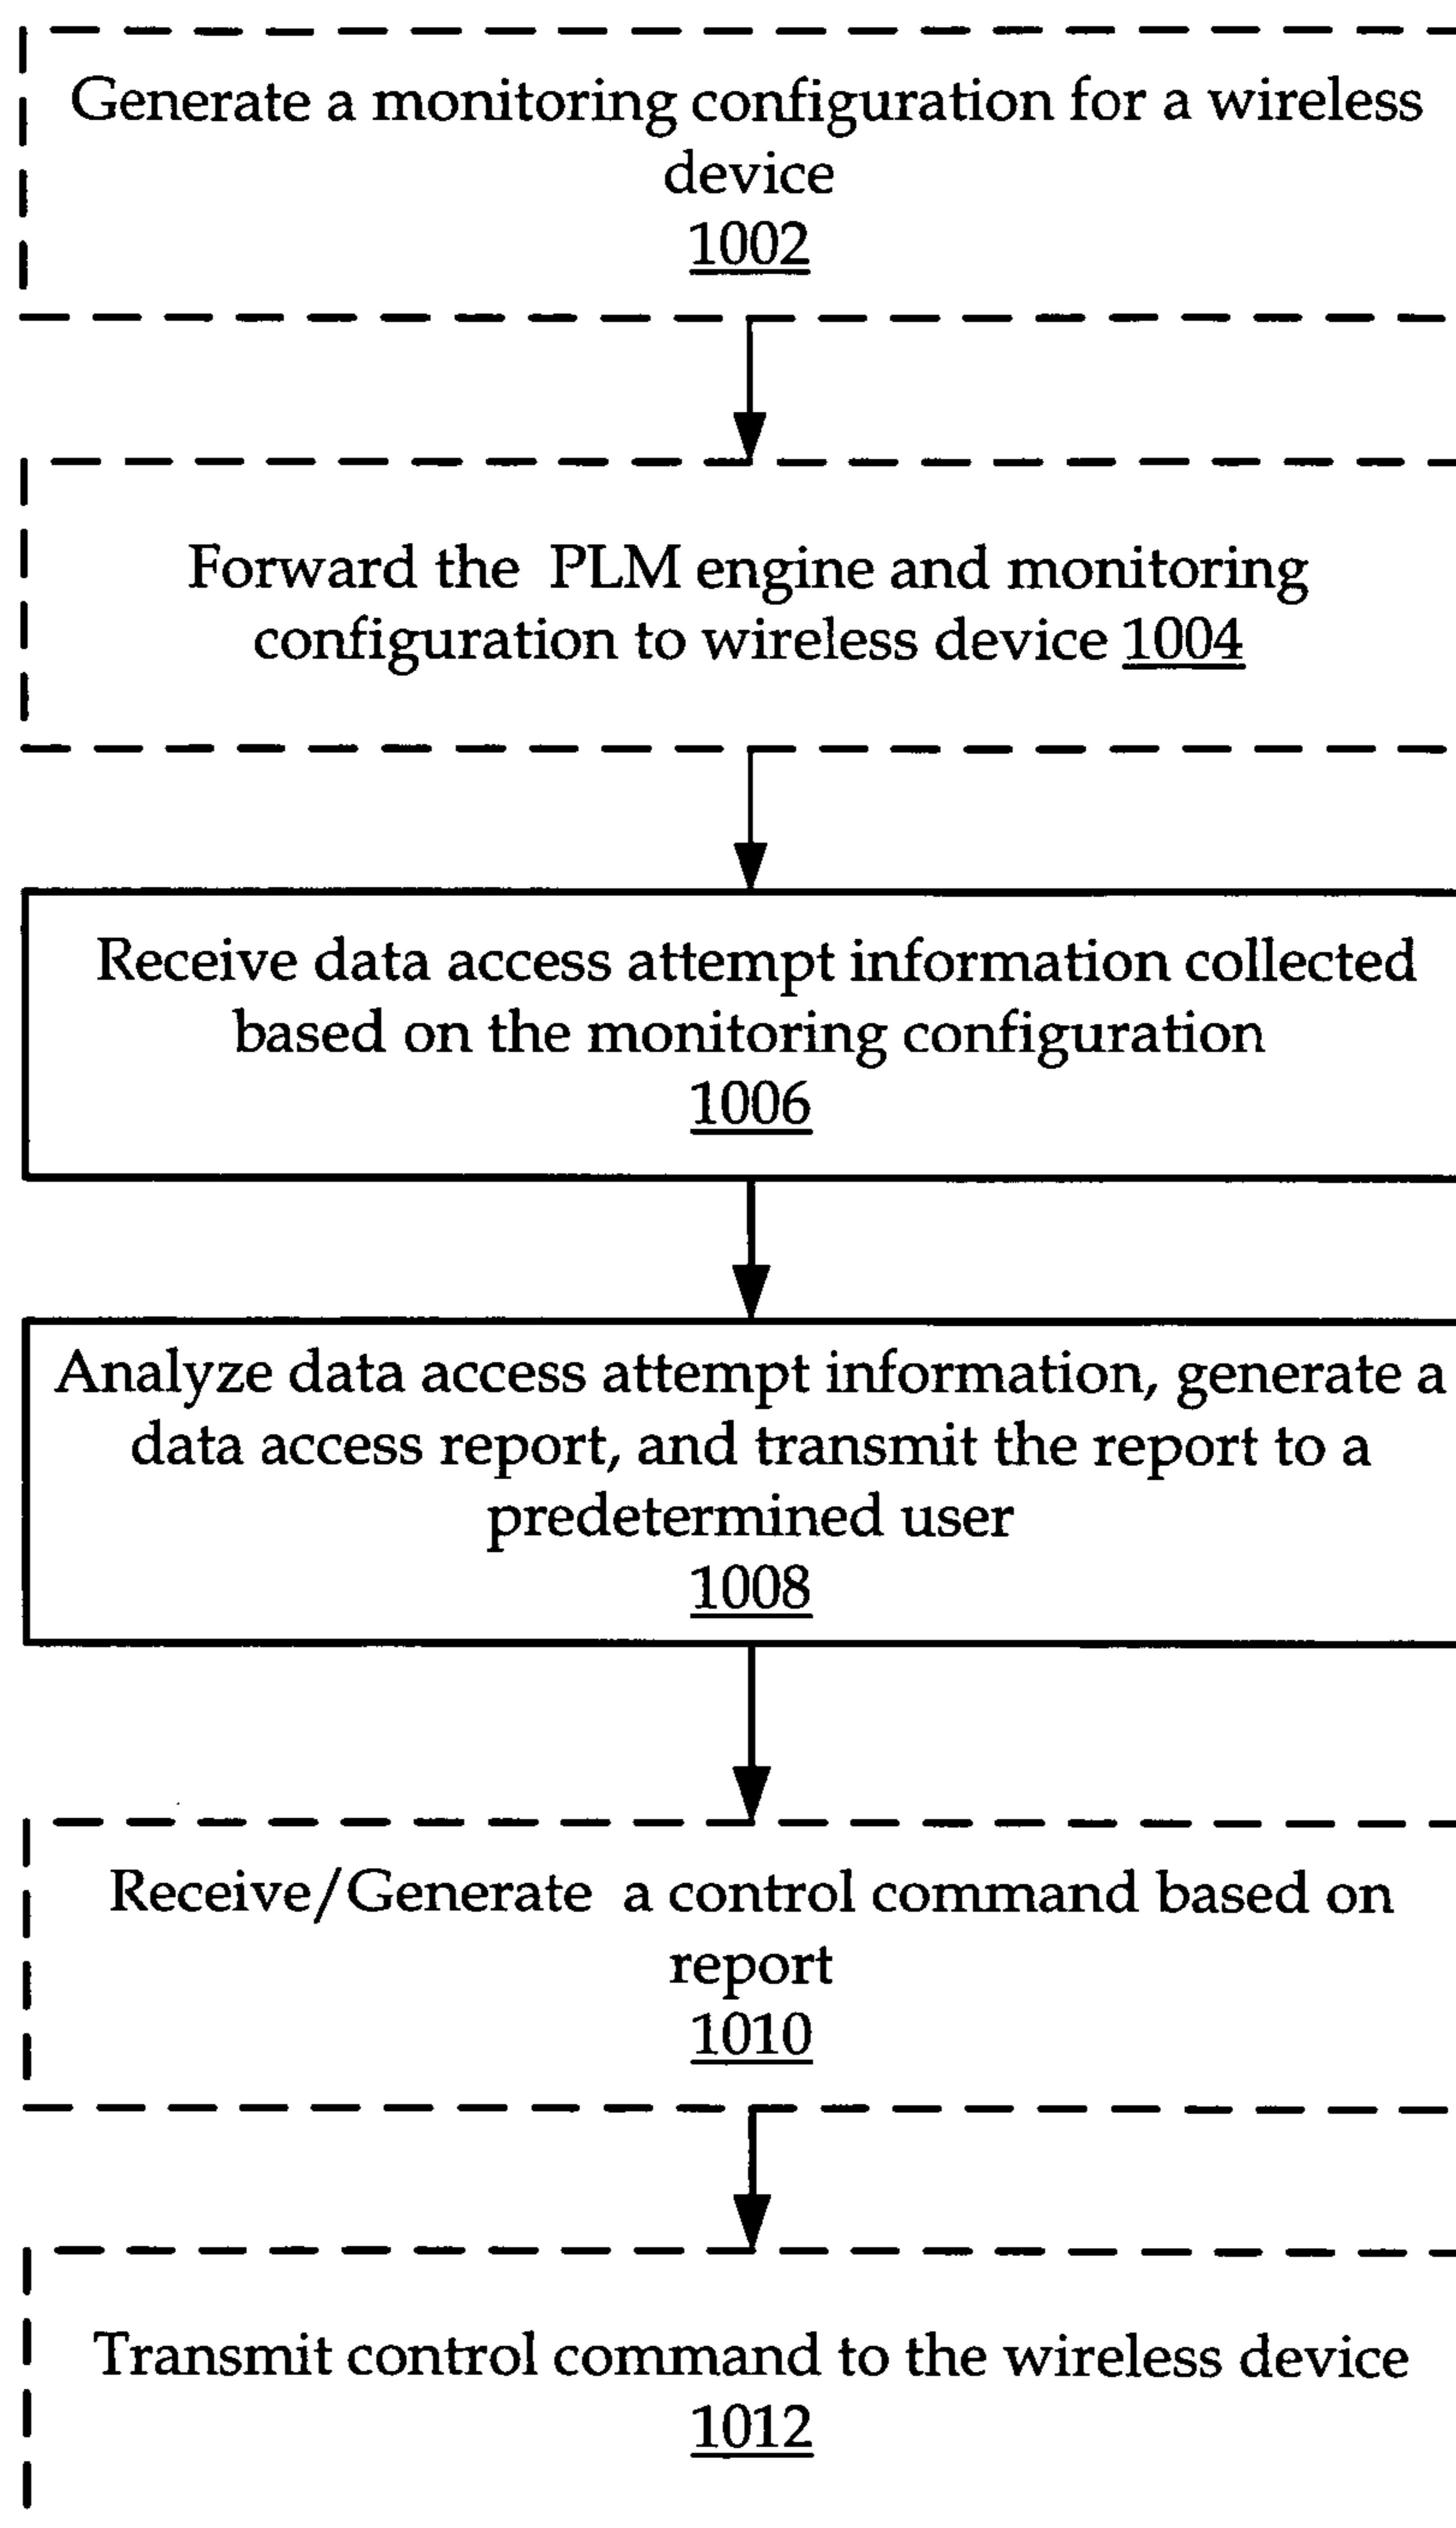 Generate a monitoring configuration for a wireless
device
1002
Forward the PLM engine and monitoring
configuration to wireless device 1004
Receive data access attempt information collected
based on the monitoring configuration
1006
Analyze data access attempt information, generate a
data access report, and transmit the report to a
predetermined user
1008
Receive/Generate a control command based on
report
1010
Transmit control command to the wireless device
1012